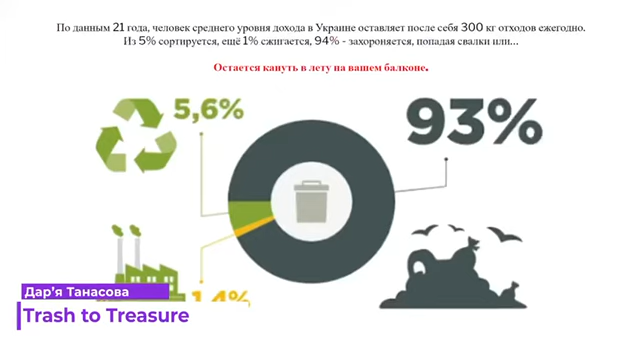 По данным 21 года, человек среднего уровня дохода в Украине оставляет после себя 300 кг отходов ежегодно.
Из 5% сортируется, ещё 1% сжигается, 94% - захороняется, попадая свалки или...
Остается кануть в лету на вашем балконе.
5,6%
93%
1,4%
Дар’я Танасова
Trash to Treasure